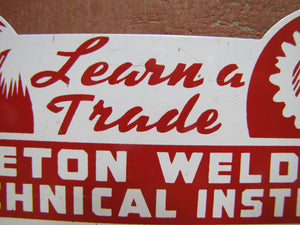 Learn a
Trade
ETON WELD
CHNICAL INST